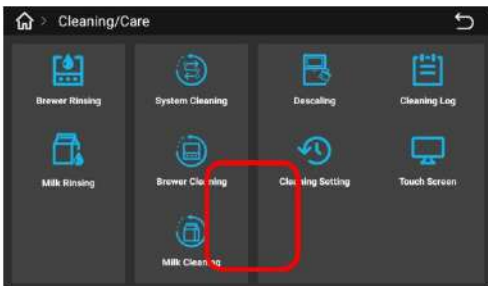 > Cleaning/Care
Brewer Rinsing
System Cleaning
Descaling
Cleaning Log
Milk Rinsing
Brewer Cleaning
Cleaning Setting
Touch Screen
Milk Cleaning